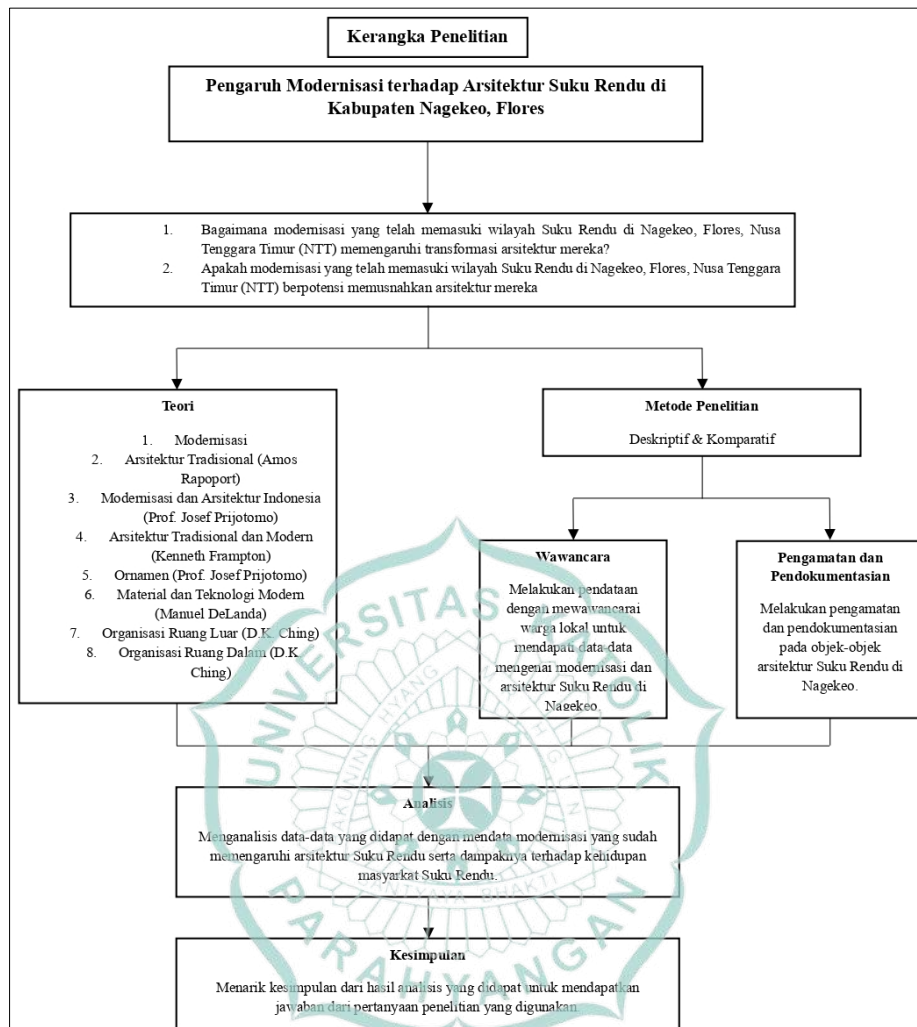 Kerangka Penelitian
Pengaruh Modernisasi terhadap Arsitektur Suku Rendu di
Kabupaten Nagekeo, Flores
1. Bagaimana modernisasi yang telah memasuki wilayah Suku Rendu di Nagekeo, Flores, Nusa
Tenggara Timur (NTT) memengaruhi transformasi arsitektur mereka?
2. Apakah modernisasi yang telah memasuki wilayah Suku Rendu di Nagekeo, Flores, Nusa Tenggara
Timur (NTT) berpotensi memusnahkan arsitektur mereka
Teori
1. Modernisasi
2. Arsitektur Tradisional (Amos
Rapoport)
3. Modernisasi dan Arsitektur Indonesia
(Prof. Josef Prijotomo)
4. Arsitektur Tradisional dan Modern
(Kenneth Frampton)
5. Ornamen (Prof. Josef Prijotomo)
6. Material dan Teknologi Modern
(Manuel DeLanda)
7. Organisasi Ruang Luar (D.K. Ching)
8. Organisasi Ruang Dalam (D.K.
Ching)
Metode Penelitian
Deskriptif & Komparatif
Wawancara
Melakukan pendataan
dengan mewawancarai
warga lokal untuk
mendapati data-data
mengenai modernisasi dan
arsitektur Suku Rendu di
Nagekeo.
Pengamatan dan
Pendokumentasian
Melakukan pengamatan
dan pendokumentasian
pada objek-objek
arsitektur Suku Rendu di
Nagekeo.
Analisis
Menganalisis data-data yang didapat dengan mendata modernisasi yang sudah
memengaruhi arsitektur Suku Rendu serta dampaknya terhadap kehidupan
masyarkat Suku Rendu.
Kesimpulan
Menarik kesimpulan dari hasil analisis yang didapat untuk mendapatkan
jawaban dari pertanyaan penelitian yang digunakan.
UNIVERSITAS KATOLIK
PARAHYANGAN
BHAKTI